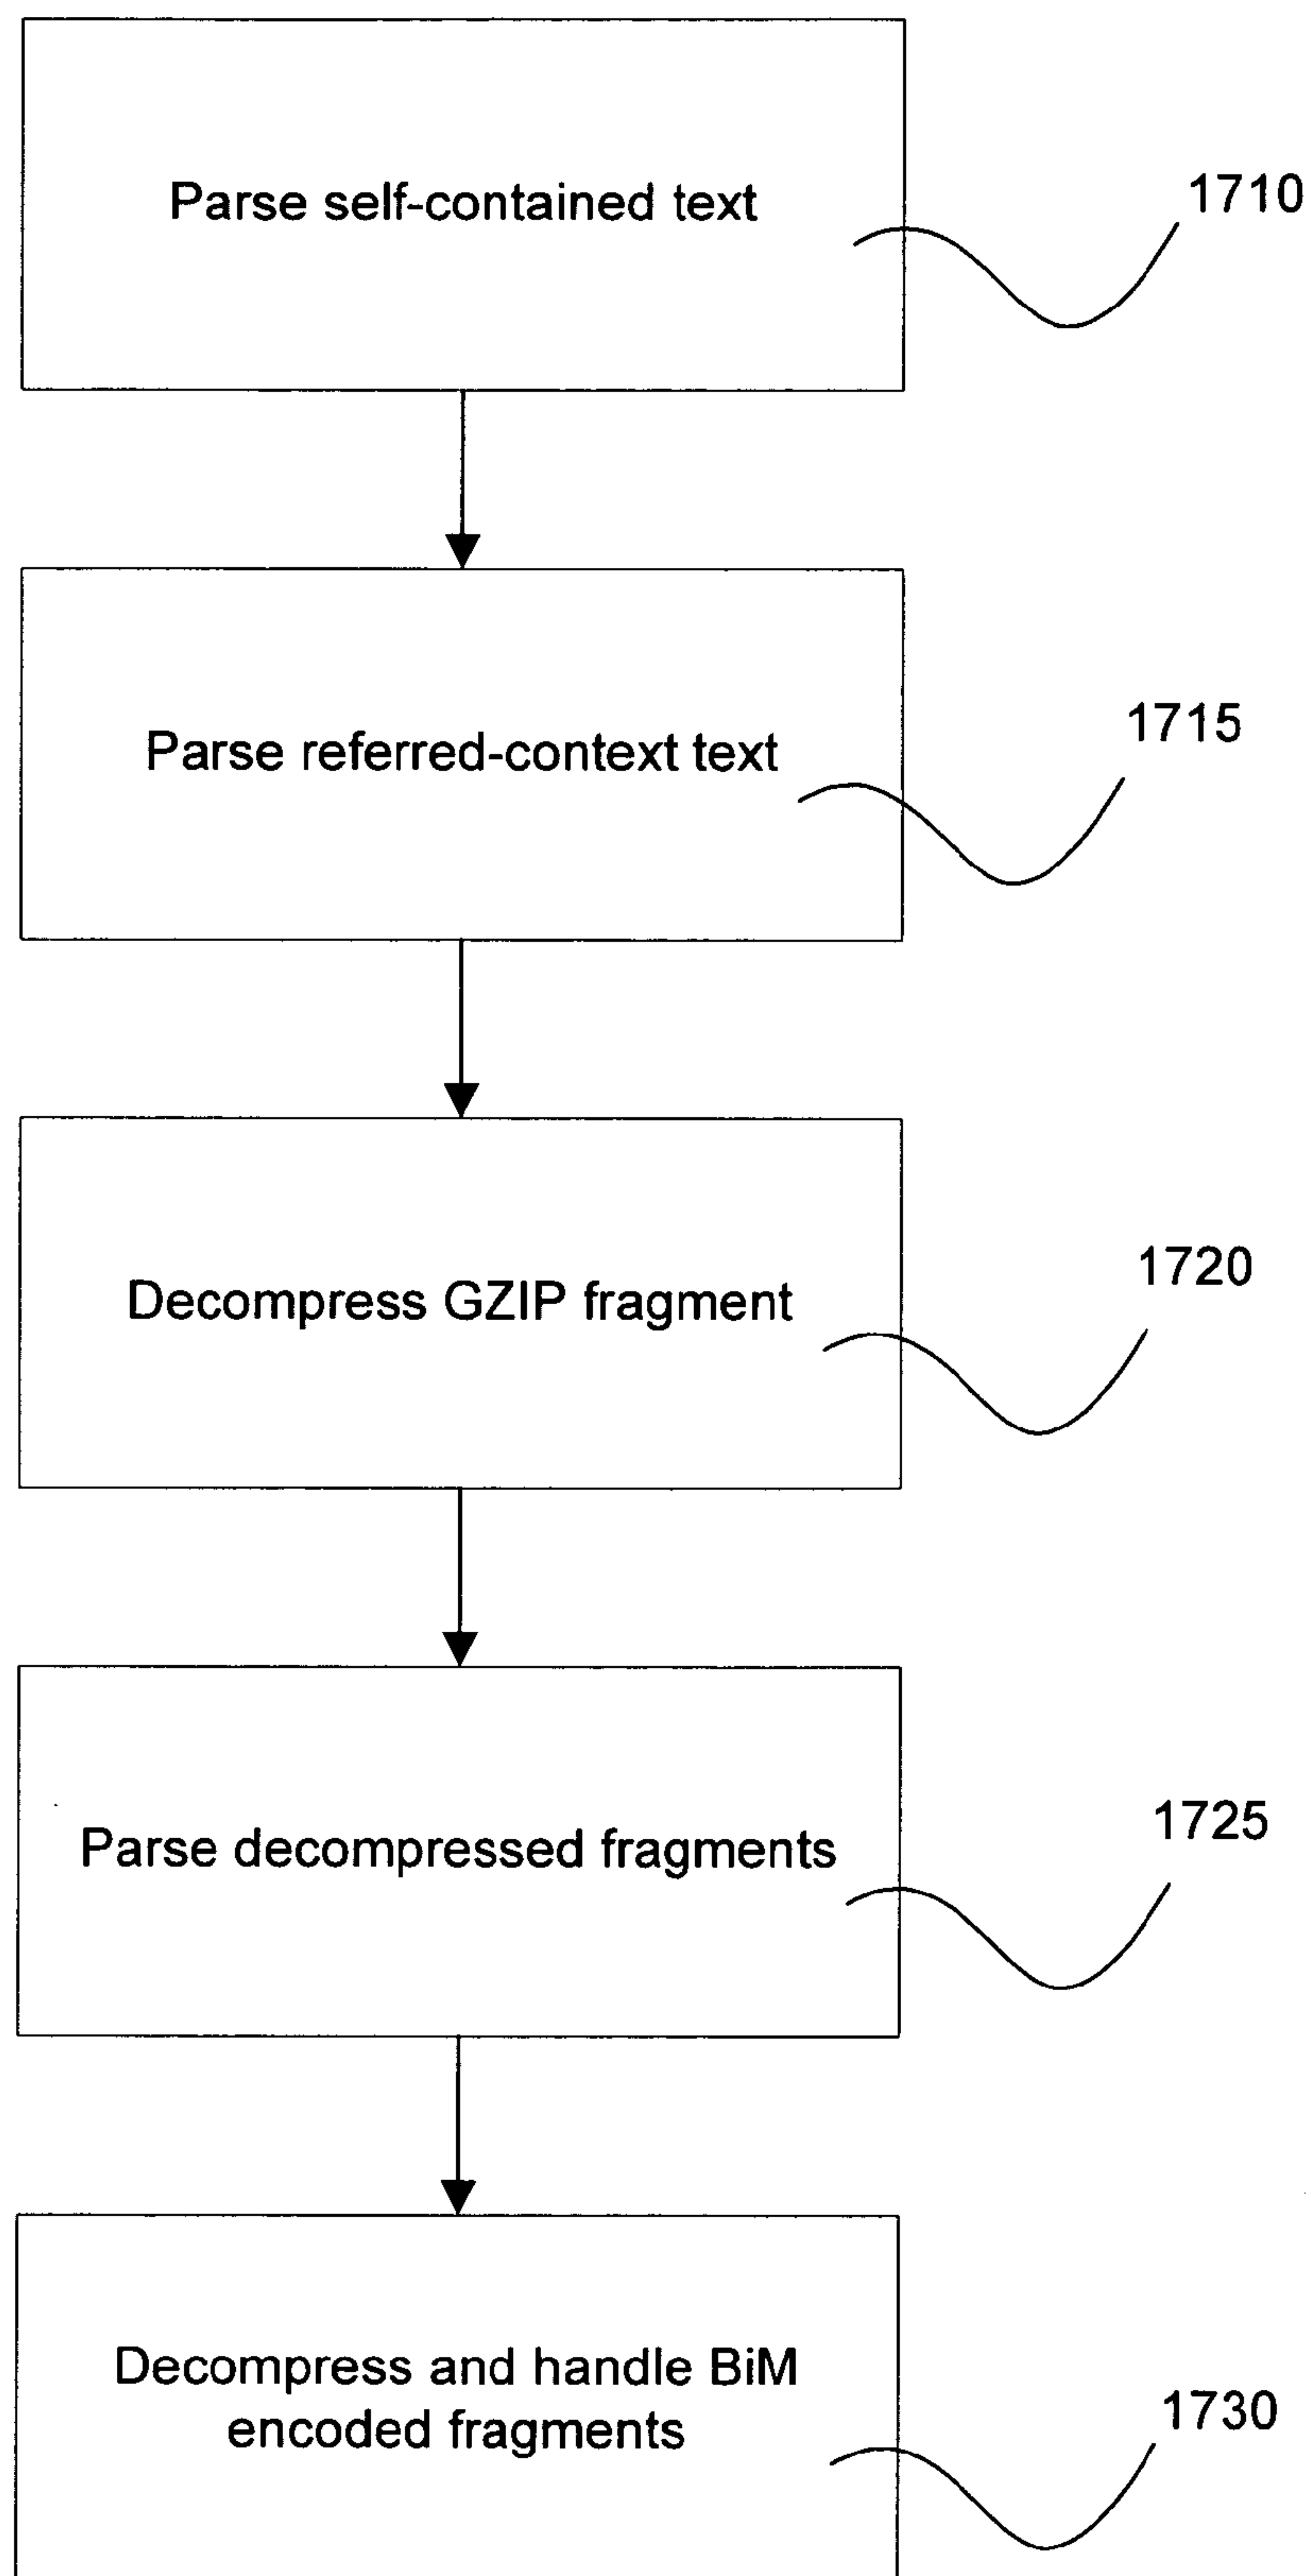 Parse self-contained text
1710
Parse referred-context text
1715
Decompress GZIP fragment
1720
Parse decompressed fragments
1725
Decompress and handle BiM
encoded fragments
1730